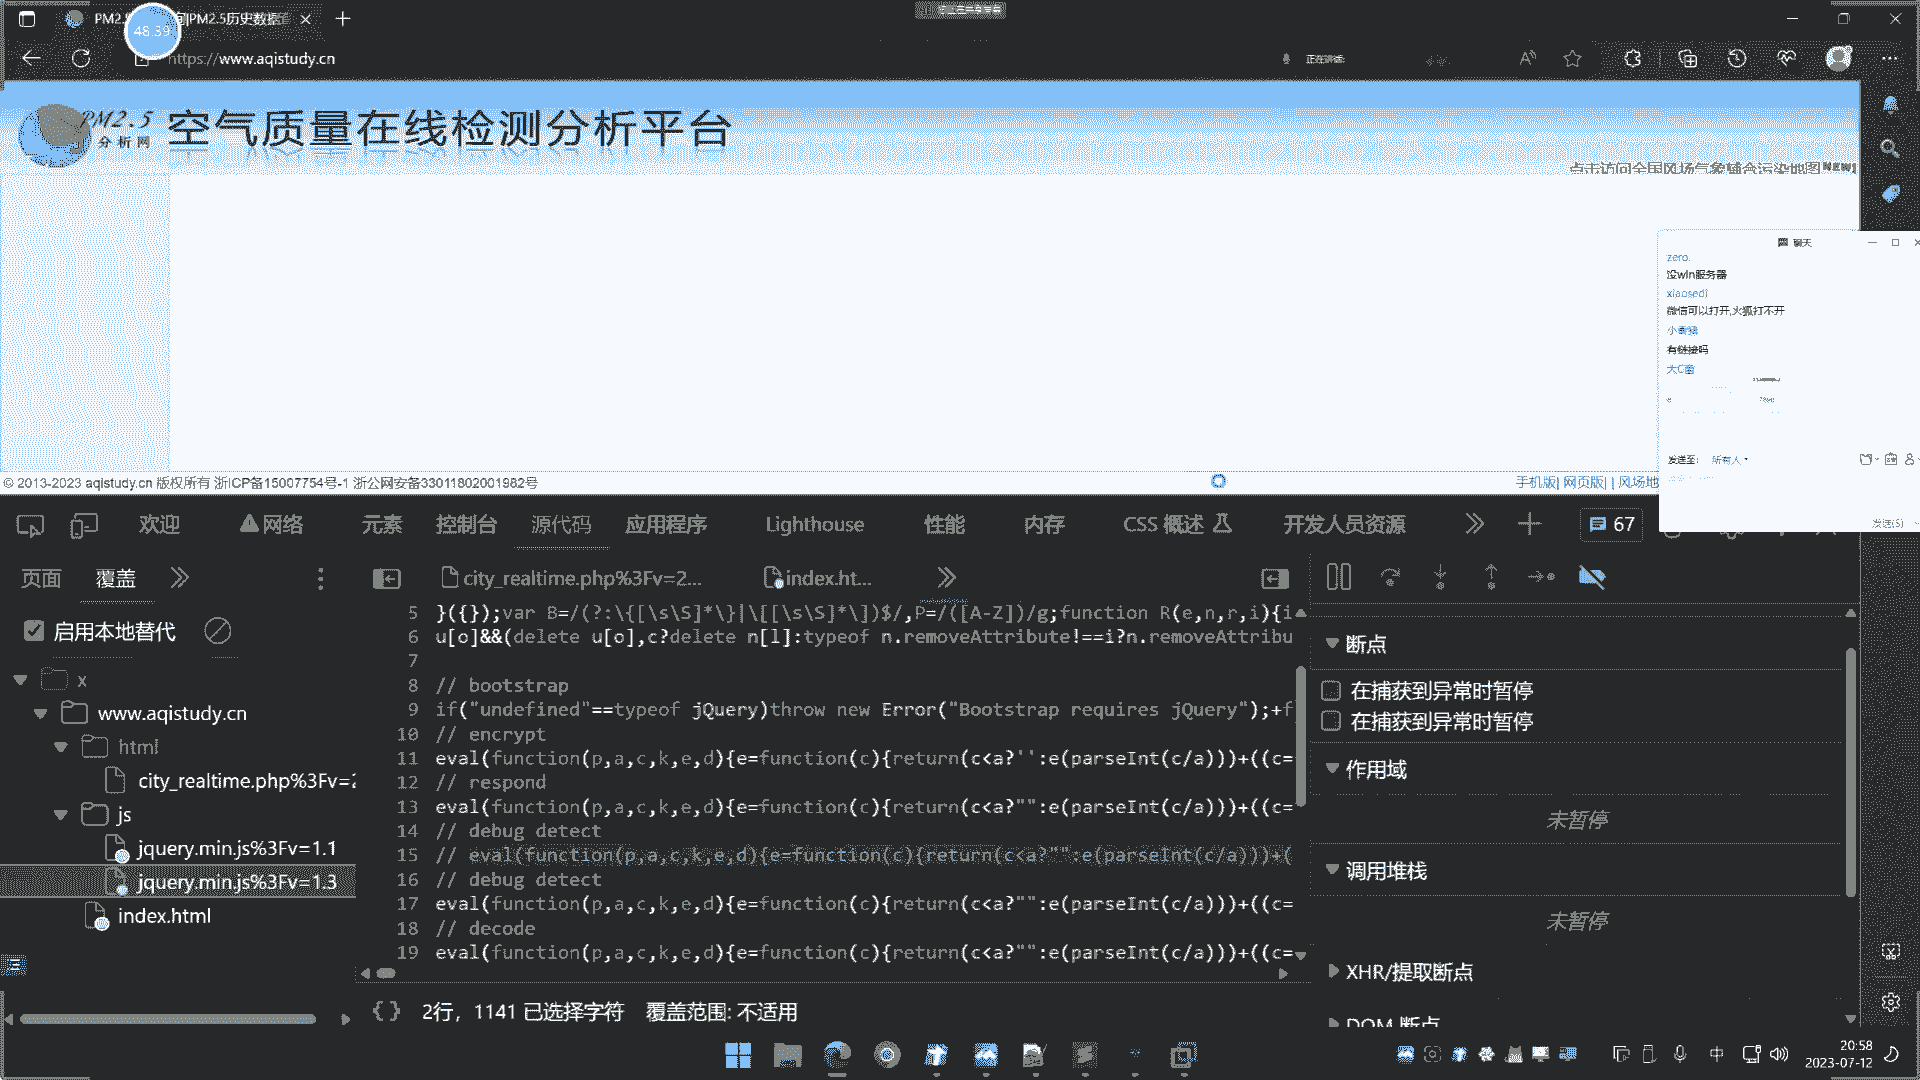 48.39
https://www.aqistudy.cn
PM2.5
分析网
空气质量在线检测分析平台
点击访问全国风场气象耦合污染地图NEW!
聊天
zero.
没win服务器
xiaosedi
微信可以打开,火狐打不开
有链接吗
大C酱
发送至: 所有人
发送(S)
© 2013-2023 aqistudy.cn 版权所有 浙ICP备15007754号-1 浙公网安备33011802001982号
手机版| 网页版| | 风场地
欢迎
网络
元素
控制台
源代码
应用程序
Lighthouse
性能
内存
CSS 概述
开发人员资源
67
页面
覆盖
city_realtime.php%3Fv=2...
index.ht...
启用本地替代
x
www.aqistudy.cn
html
city_realtime.php%3Fv=2
js
jquery.min.js%3Fv=1.1
jquery.min.js%3Fv=1.3
index.html
5 }({});var B=/(?:\{[\s\S]*\}|\[[\s\S]*\])$/,P=/([A-Z])/g;function R(e,n,r,i){i
6 u[o]&&(delete u[o],c?delete n[l]:typeof n.removeAttribute!==i?n.removeAttribu
7
8 // bootstrap
9 if("undefined"==typeof jQuery)throw new Error("Bootstrap requires jQuery");+f
10 // encrypt
11 eval(function(p,a,c,k,e,d){e=function(c){return(c<a?'':e(parseInt(c/a)))+((c=
12 // respond
13 eval(function(p,a,c,k,e,d){e=function(c){return(c<a?"":e(parseInt(c/a)))+((c=
14 // debug detect
15 // eval(function(p,a,c,k,e,d){e=function(c){return(c<a?"":e(parseInt(c/a)))+(
16 // debug detect
17 eval(function(p,a,c,k,e,d){e=function(c){return(c<a?"":e(parseInt(c/a)))+((c=
18 // decode
19 eval(function(p,a,c,k,e,d){e=function(c){return(c<a?"":e(parseInt(c/a)))+((c=
{} 2行，1141 已选择字符 覆盖范围: 不适用
断点
在捕获到异常时暂停
在捕获到异常时暂停
作用域
未暂停
调用堆栈
未暂停
XHR/提取断点
DOM 断点
中
20:58
2023-07-12